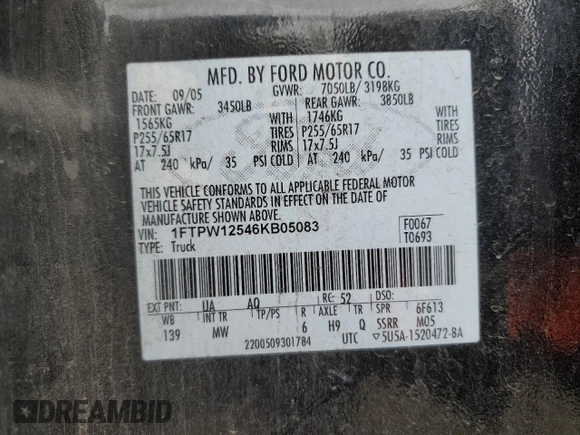 MFD. BY FORD MOTOR CO.
DATE: 09/05 GVWR: 7050LB/ 3198KG
FRONT GAWR: 3450LB REAR GAWR: 3850LB
1565KG WITH 1746KG WITH
P255/65R17 TIRES P255/65R17 TIRES
17x7.5J RIMS 17x7.5J RIMS
AT 240 kPa/ 35 PSI COLD AT 240 kPa/ 35 PSI COLD
THIS VEHICLE CONFORMS TO ALL APPLICABLE FEDERAL MOTOR
VEHICLE SAFETY STANDARDS IN EFFECT ON THE DATE OF
MANUFACTURE SHOWN ABOVE.
VIN: 1FTPW12546KB05083 F0067
TYPE: Truck T0693
EXT PNT: UA AQ RC: 52 DSO:
WB INT TR TP/PS R AXLE TR SPR 6F613
139 MW 6 H9 Q SSRR M05
2200509301784 UTC 5U5A-1520472-BA
DREAMBID